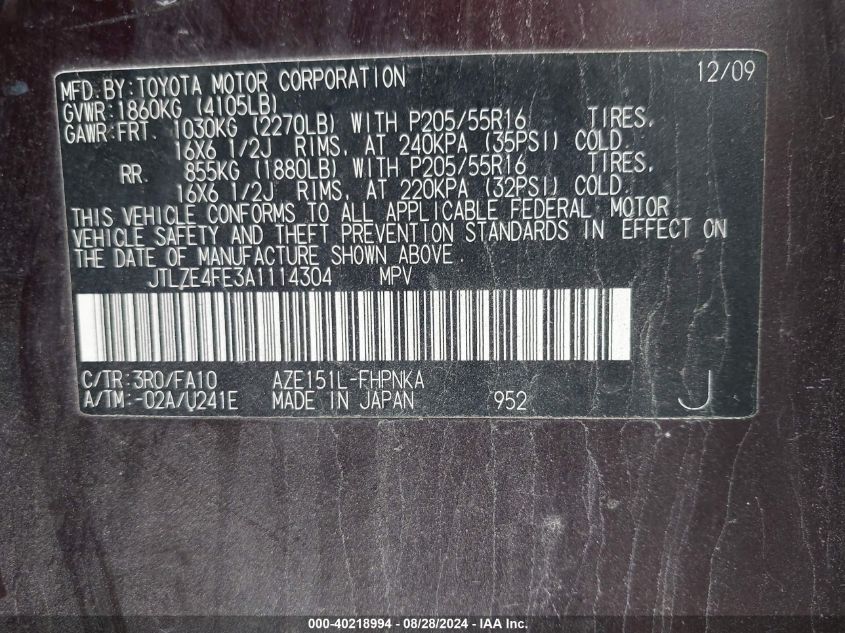 MFD. BY: TOYOTA MOTOR CORPORATION 12/09
GVWR: 1860KG (4105LB)
GAWR: FRT. 1030KG (2270LB) WITH P205/55R16 TIRES,
16X6 1/2J RIMS, AT 240KPA (35PSI) COLD.
RR. 855KG (1880LB) WITH P205/55R16 TIRES,
16X6 1/2J RIMS, AT 220KPA (32PSI) COLD.
THIS VEHICLE CONFORMS TO ALL APPLICABLE FEDERAL MOTOR
VEHICLE SAFETY AND THEFT PREVENTION STANDARDS IN EFFECT ON
THE DATE OF MANUFACTURE SHOWN ABOVE.
JTLZE4FE3A1114304 MPV
C/TR: 3R0/FA10 AZE151L-FHPNKA
A/TM: -02A/U241E MADE IN JAPAN 952 J
000-40218994 - 08/28/2024 - IAA Inc.